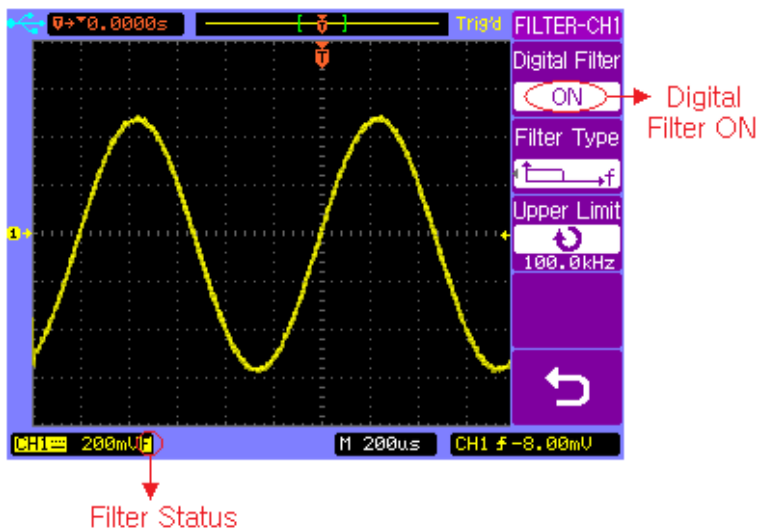 T→▼0.0000s
T
Trig'd
FILTER-CH1
T
Digital Filter
ON
Digital
Filter ON
Filter Type
f
Upper Limit
100.0kHz
1
CH1 200mV F
M 200us
CH1 -8.00mV
Filter Status